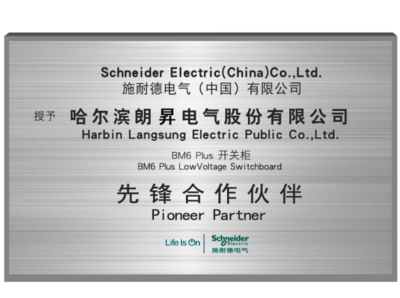 Schneider Electric(China)Co.,Ltd.
施耐德电气（中国）有限公司
授予 哈尔滨朗昇电气股份有限公司
Harbin Langsung Electric Public Co.,Ltd.
BM6 Plus 开关柜
BM6 Plus LowVoltage Switchboard
先锋合作伙伴
Pioneer Partner
Life Is On Schneider Electric
施耐德电气